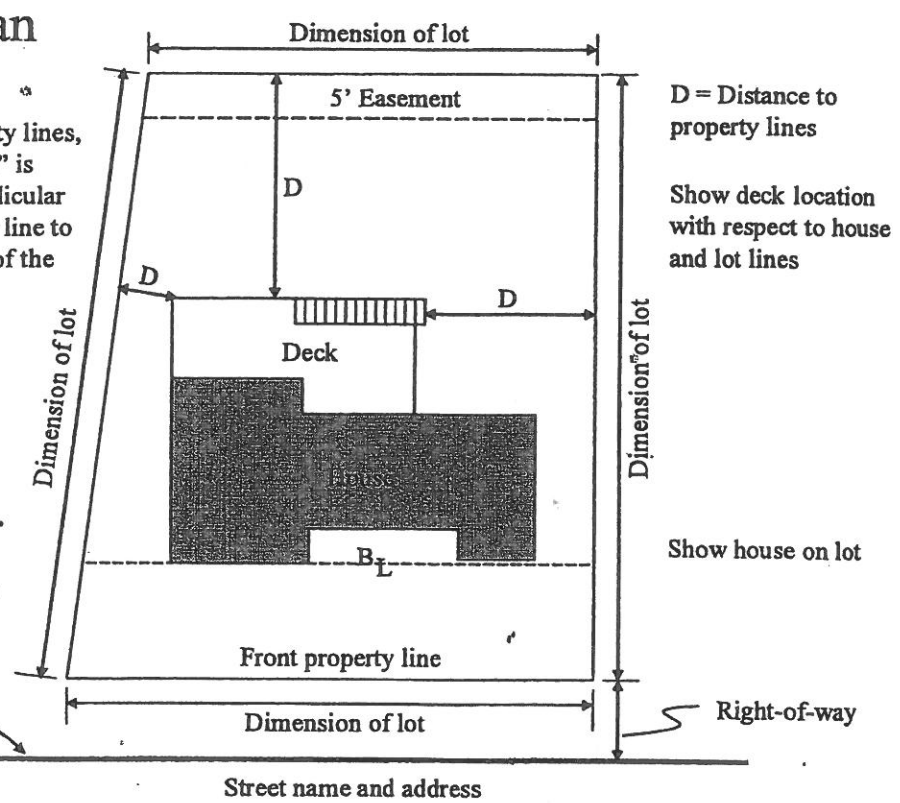 an
Dimension of lot
5' Easement
D = Distance to
property lines
ty lines,
" is
dicular
line to
of the
D
Show deck location
with respect to house
and lot lines
D
D
Deck
Dimension of lot
Dimension of lot
House
BL
Show house on lot
Front property line
Dimension of lot
Right-of-way
Street name and address